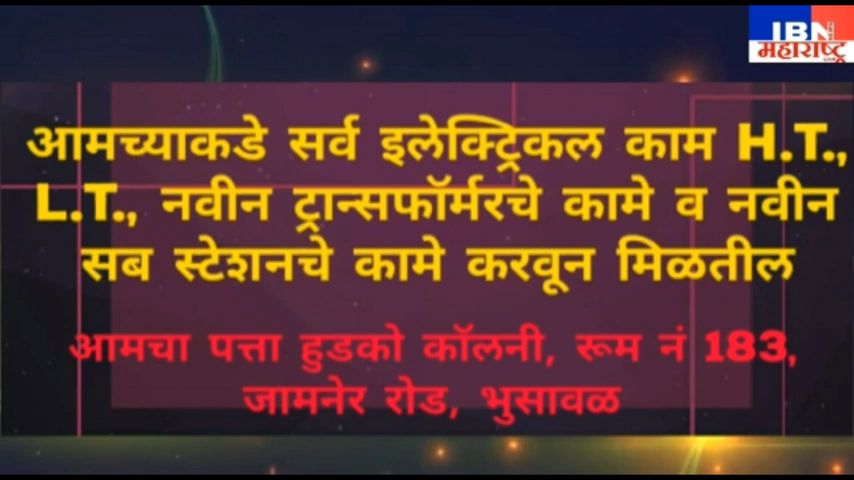 IBN
महाराष्ट्र
आमच्याकडे सर्व इलेक्ट्रिकल काम H.T.,
L.T., नवीन ट्रान्सफॉर्मरचे कामे व नवीन
सब स्टेशनचे कामे करवून मिळतील
आमचा पत्ता हुडको कॉलनी, रूम नं 183,
जामनेर रोड, भुसावळ